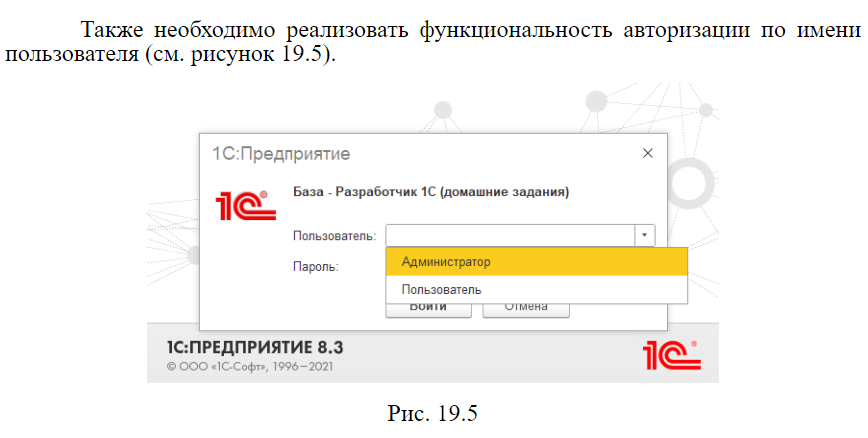 Также необходимо реализовать функциональность авторизации по имени
пользователя (см. рисунок 19.5).
1С:Предприятие
1С
База - Разработчик 1С (домашние задания)
Пользователь:
Пароль:
Администратор
Пользователь
Войти
Отмена
1С:ПРЕДПРИЯТИЕ 8.3
© ООО «1С-Софт», 1996–2021
1С
Рис. 19.5